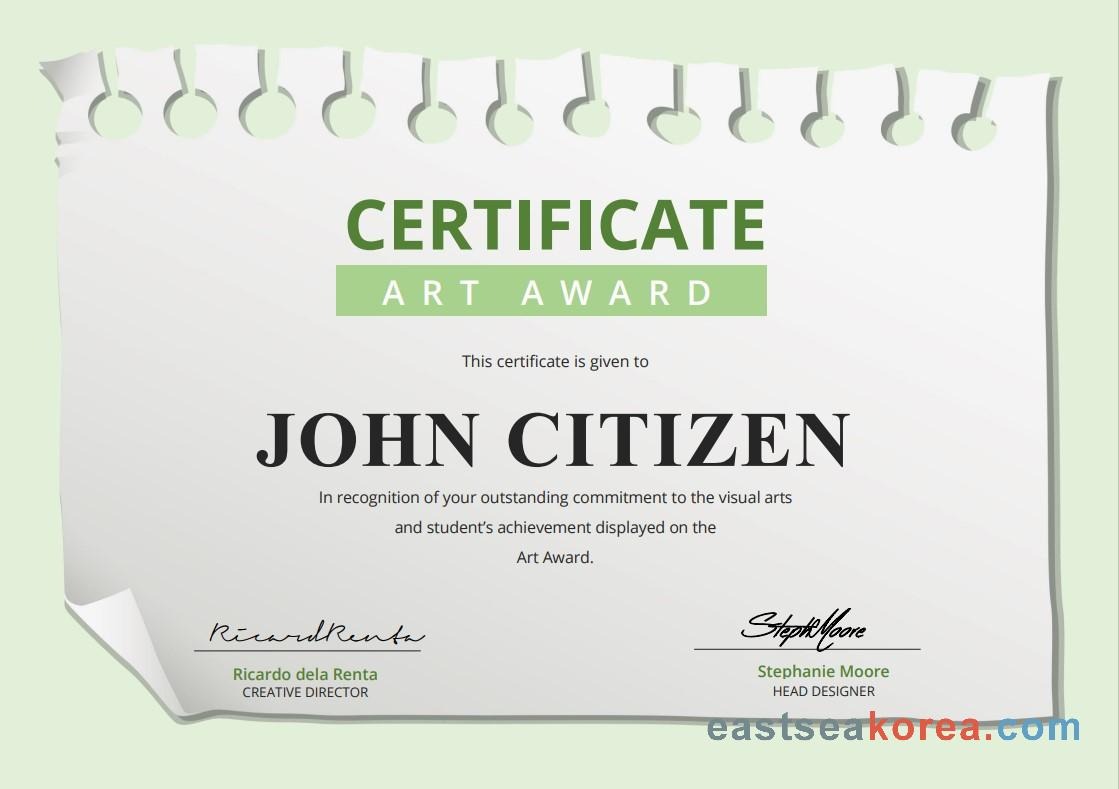 CERTIFICATE
ART AWARD
This certificate is given to
JOHN CITIZEN
In recognition of your outstanding commitment to the visual arts
and student’s achievement displayed on the
Art Award.
RicardRenta
StephMoore
Ricardo dela Renta
Stephanie Moore
CREATIVE DIRECTOR
HEAD DESIGNER
eastseakorea.com